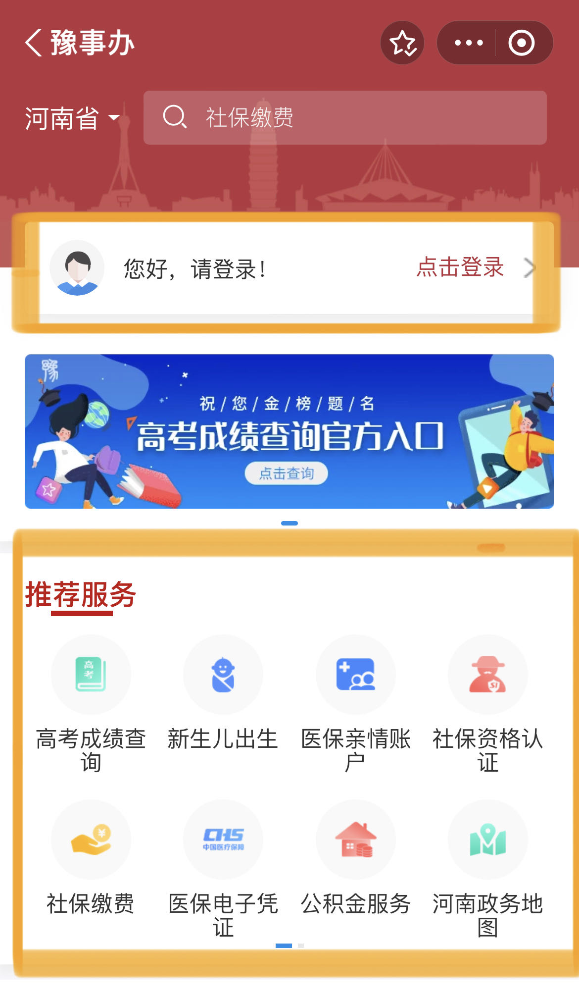 豫事办
河南省
社保缴费
您好，请登录！
点击登录
豫
祝/您/金/榜/题/名
高考成绩查询官方入口
点击查询
推荐服务
高考
高考成绩查询
新生儿出生
医保亲情账户
SI
社保资格认证
¥
社保缴费
CHS
中国医疗保障
医保电子凭证
公积金服务
河南政务地图